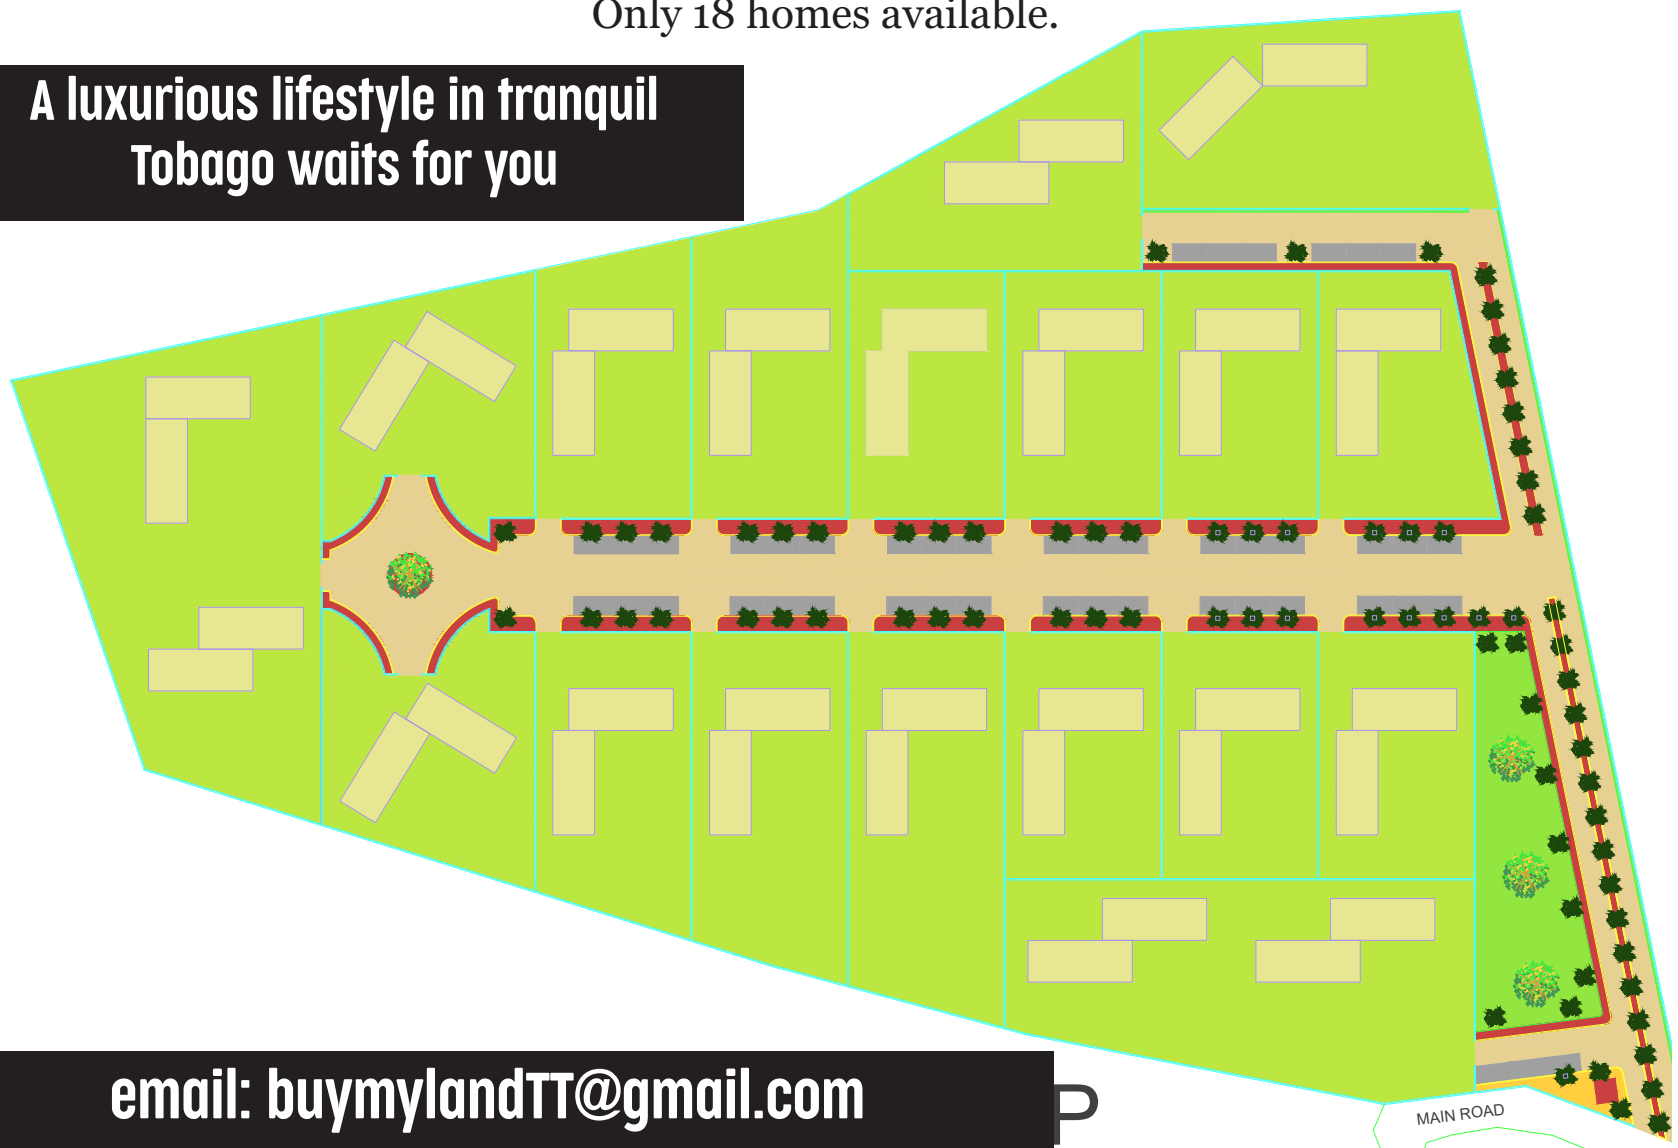 Only 18 homes available.
A luxurious lifestyle in tranquil
Tobago waits for you
email: buymylandTT@gmail.com
P
MAIN ROAD